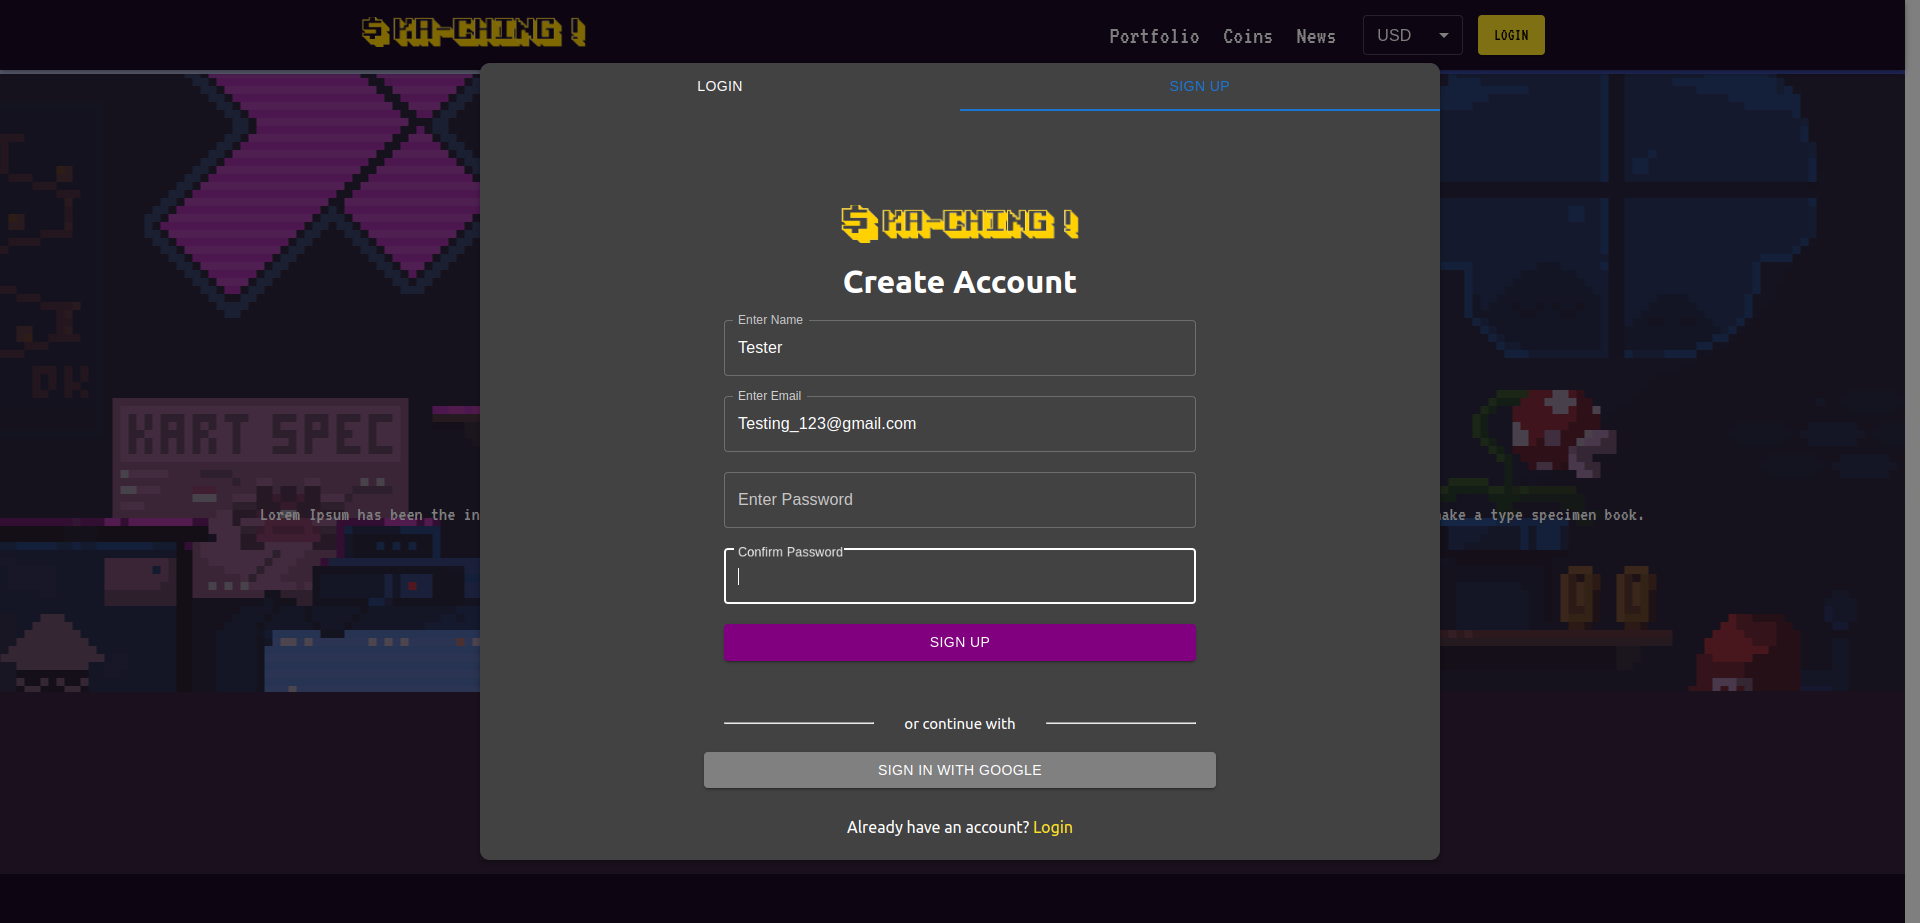 $ KA-CHING !
Portfolio Coins News USD LOGIN
LOGIN SIGN UP
$ KA-CHING !
Create Account
Enter Name
Tester
Enter Email
Testing_123@gmail.com
Enter Password
Confirm Password
SIGN UP
or continue with
SIGN IN WITH GOOGLE
Already have an account? Login
DK
KART SPEC
Lorem Ipsum has been the in
make a type specimen book.